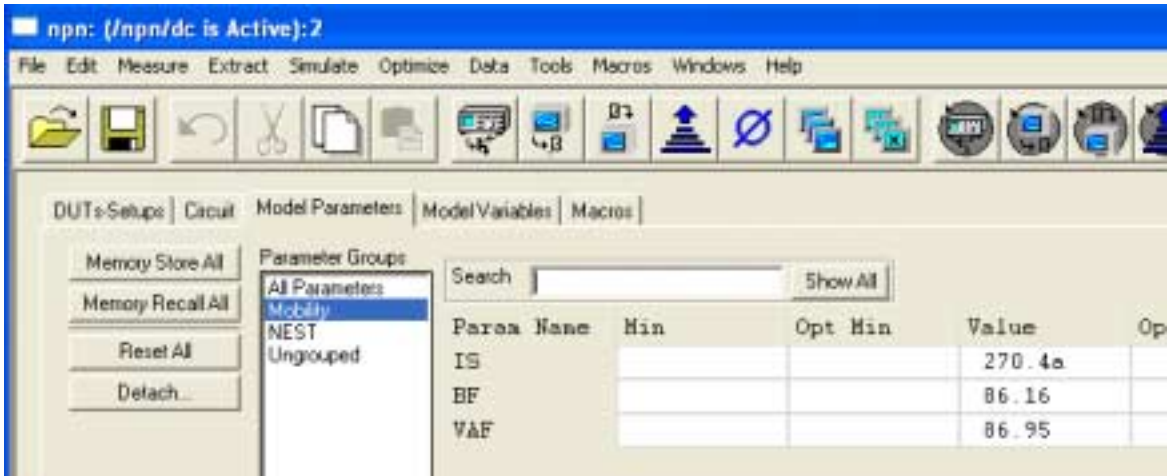 npn: (/npn/dc is Active):2
File Edit Measure Extract Simulate Optimize Data Tools Macros Windows Help
DUTs-Setups Circuit Model Parameters Model Variables Macros
Memory Store All
Memory Recall All
Reset All
Detach...
Parameter Groups
All Parameters
Mobility
NEST
Ungrouped
Search Show All
Param Name Min Opt Min Value Op
IS 270.4a
BF 86.16
VAF 86.95